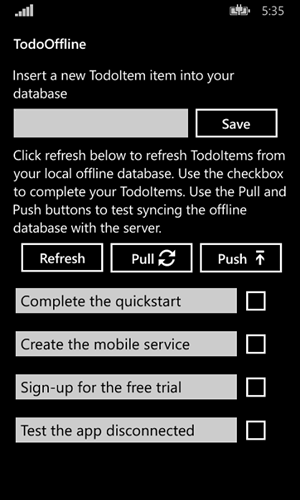 5:35
TodoOffline
Insert a new TodoItem item into your
database
Save
Click refresh below to refresh TodoItems from
your local offline database. Use the checkbox
to complete your TodoItems. Use the Pull and
Push buttons to test syncing the offline
database with the server.
Refresh Pull Push
Complete the quickstart
Create the mobile service
Sign-up for the free trial
Test the app disconnected